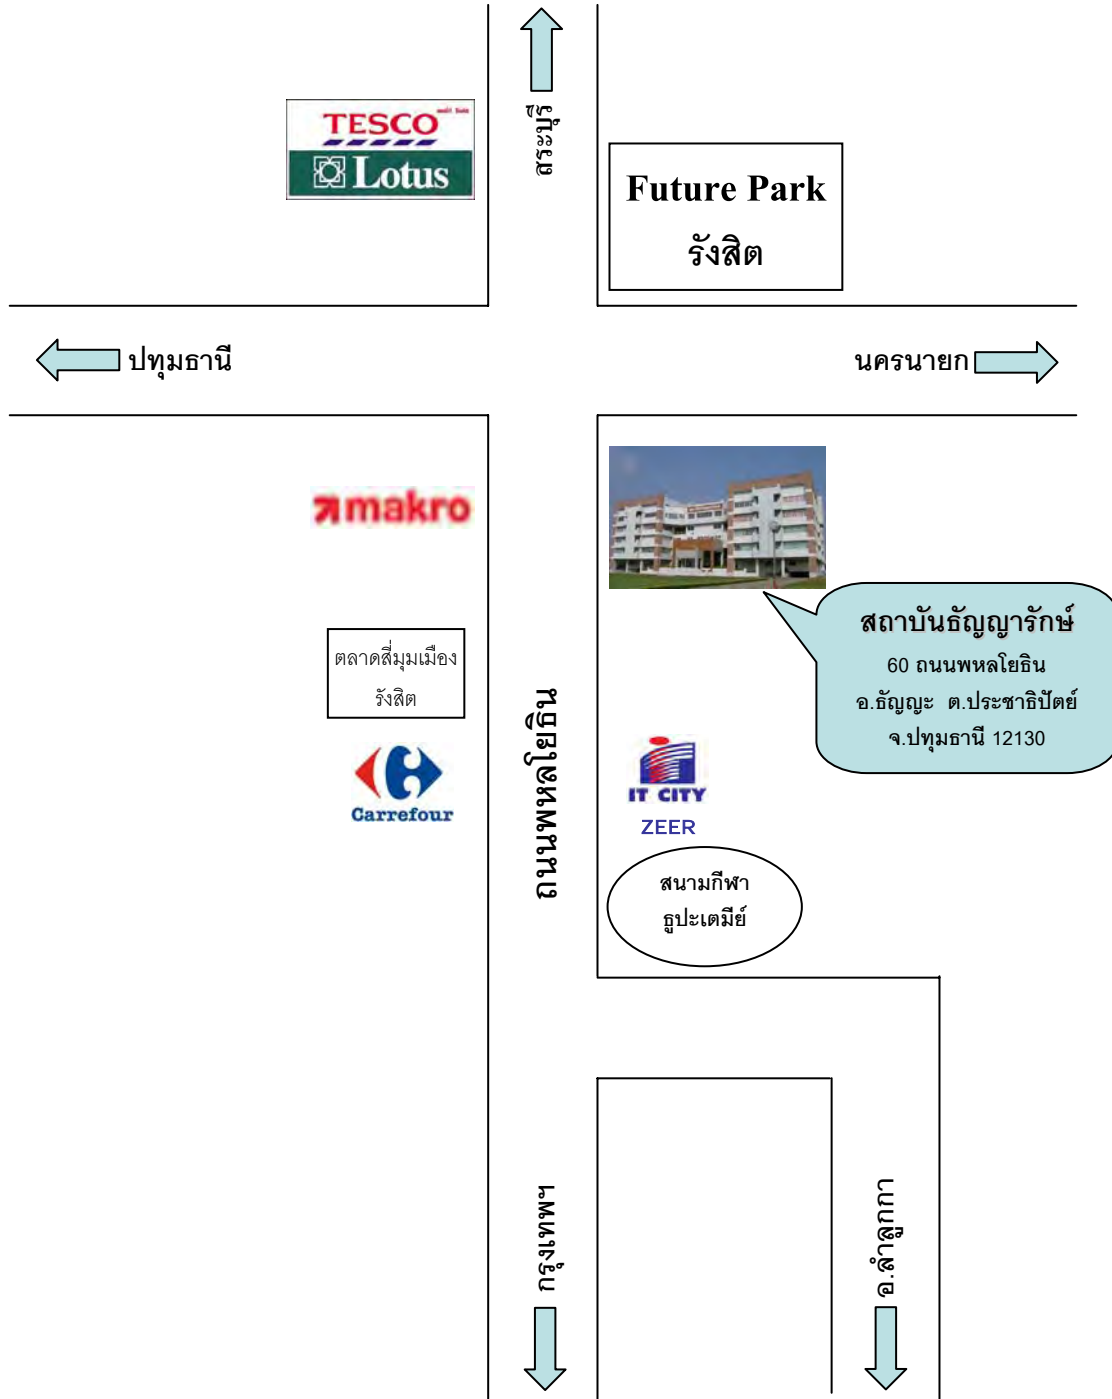 สระบุรี
TESCO
Lotus
Future Park
รังสิต
ปทุมธานี
นครนายก
makro
สถาบันธัญญารักษ์
60 ถนนพหลโยธิน
อ.ธัญญะ ต.ประชาธิปัตย์
จ.ปทุมธานี 12130
ตลาดสี่มุมเมือง
รังสิต
ถนนพหลโยธิน
Carrefour
IT CITY
ZEER
สนามกีฬา
ธูปะเตมีย์
กรุงเทพฯ
อ.ลำลูกกา